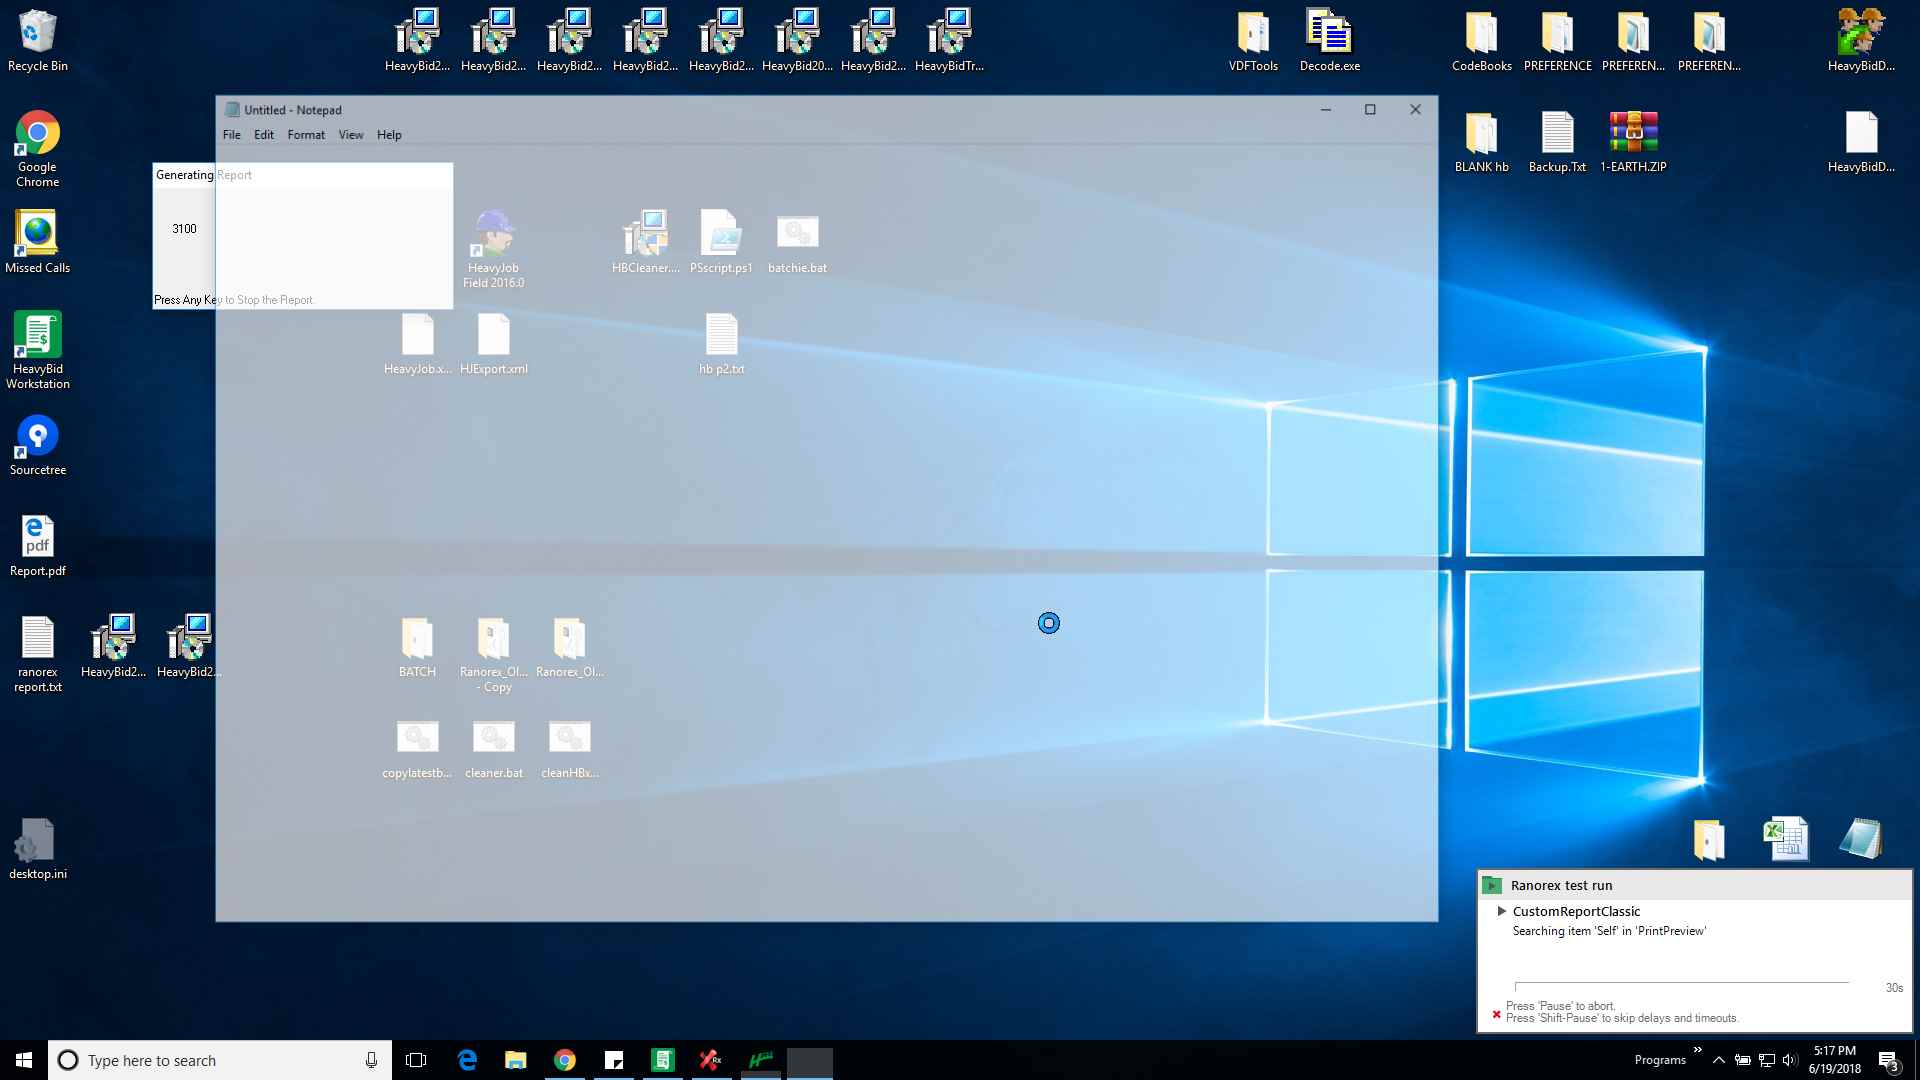 Recycle Bin
HeavyBid2...
HeavyBid2...
HeavyBid2...
HeavyBid2...
HeavyBid2...
HeavyBid20...
HeavyBid2...
HeavyBidTr...
VDFTools
Decode.exe
CodeBooks
PREFERENCE
PREFEREN...
PREFEREN...
HeavyBidD...
Untitled - Notepad
File Edit Format View Help
Google
Chrome
BLANK hb
Backup.Txt
1-EARTH.ZIP
HeavyBidD...
Generating Report
3100
Press Any Key to Stop the Report.
Missed Calls
HeavyJob
Field 2016.0
HBCleaner....
PSscript.ps1
batchie.bat
HeavyBid
Workstation
HeavyJob.x...
HJExport.xml
hb p2.txt
Sourcetree
pdf
Report.pdf
ranorex
report.txt
HeavyBid2...
HeavyBid2...
BATCH
Ranorex_Ol...
- Copy
Ranorex_Ol...
copylatestb...
cleaner.bat
cleanHBx...
desktop.ini
Ranorex test run
CustomReportClassic
Searching item 'Self' in 'PrintPreview'
30s
Press 'Pause' to abort.
Press 'Shift-Pause' to skip delays and timeouts.
Type here to search
Programs
5:17 PM
6/19/2018
3